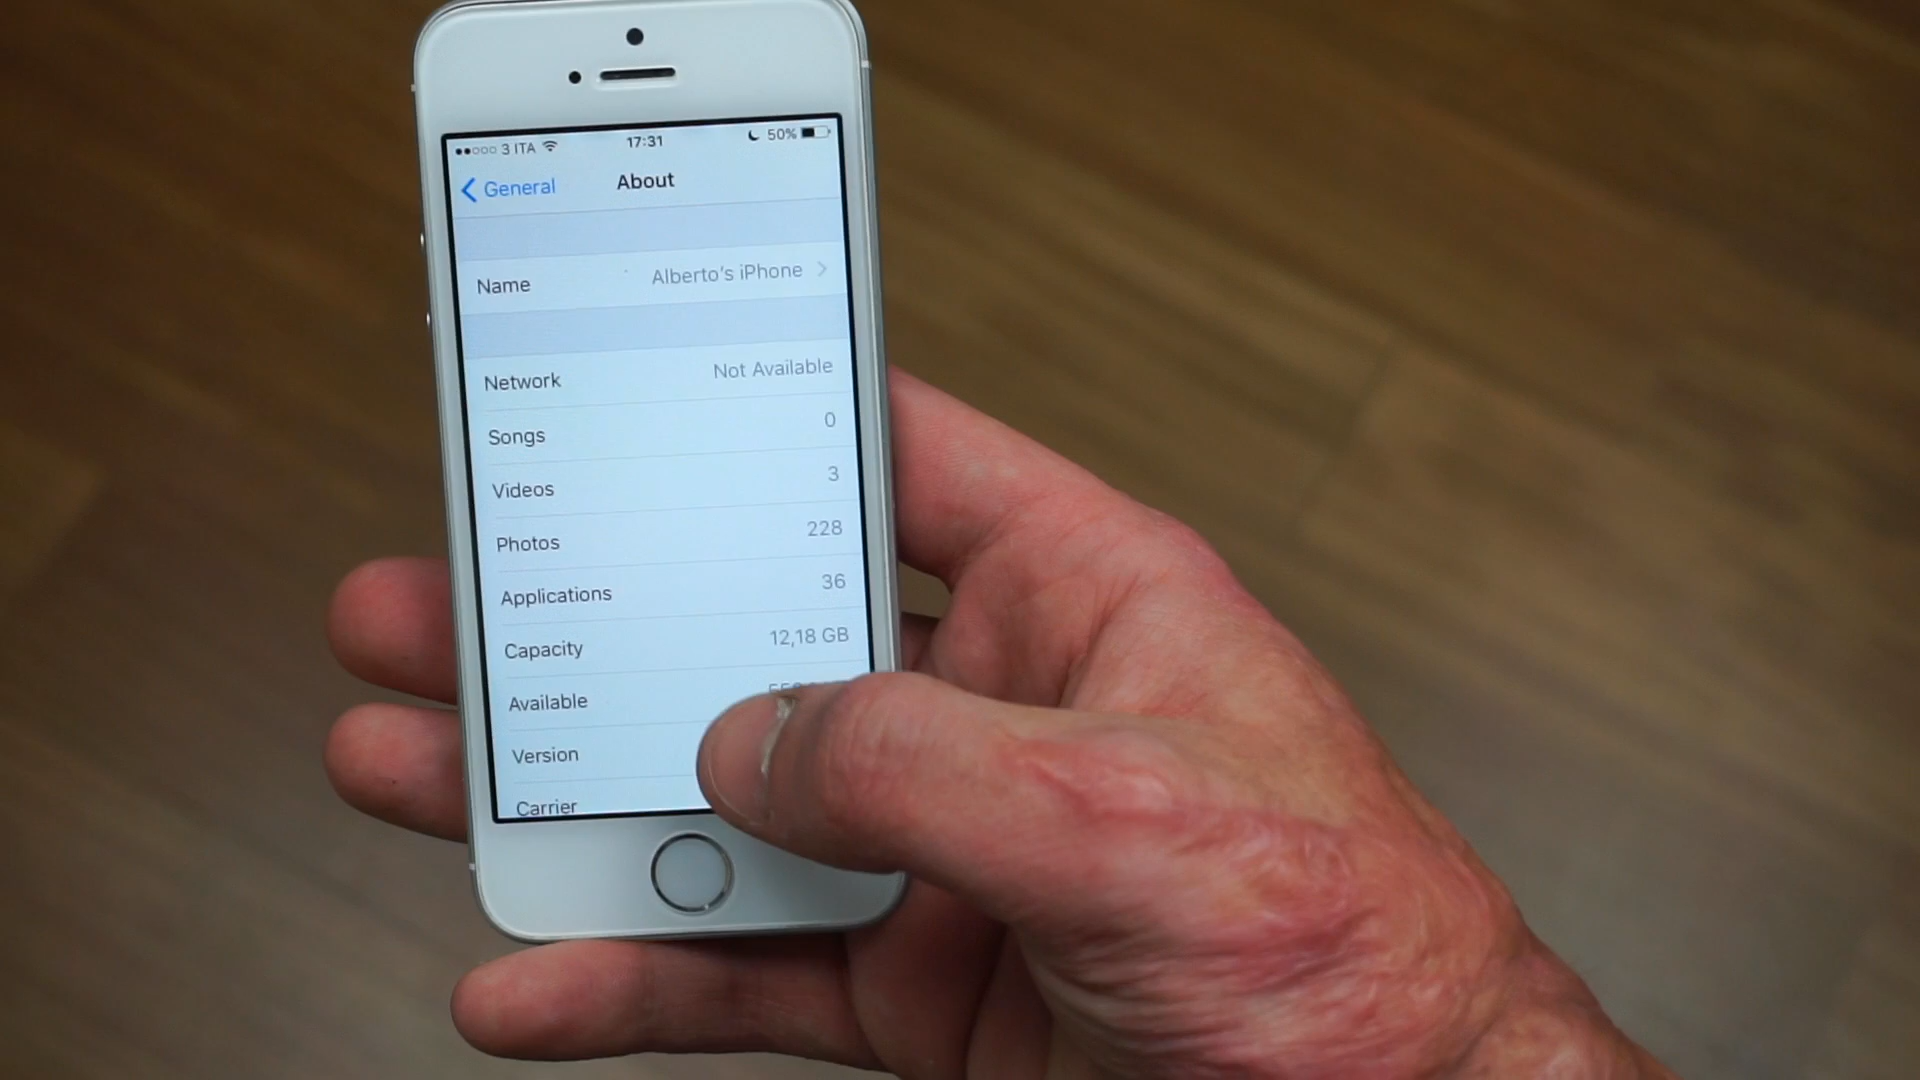 3 ITA 17:31 50%
General About
Name Alberto's iPhone
Network Not Available
Songs 0
Videos 3
Photos 228
Applications 36
Capacity 12,18 GB
Available
Version
Carrier